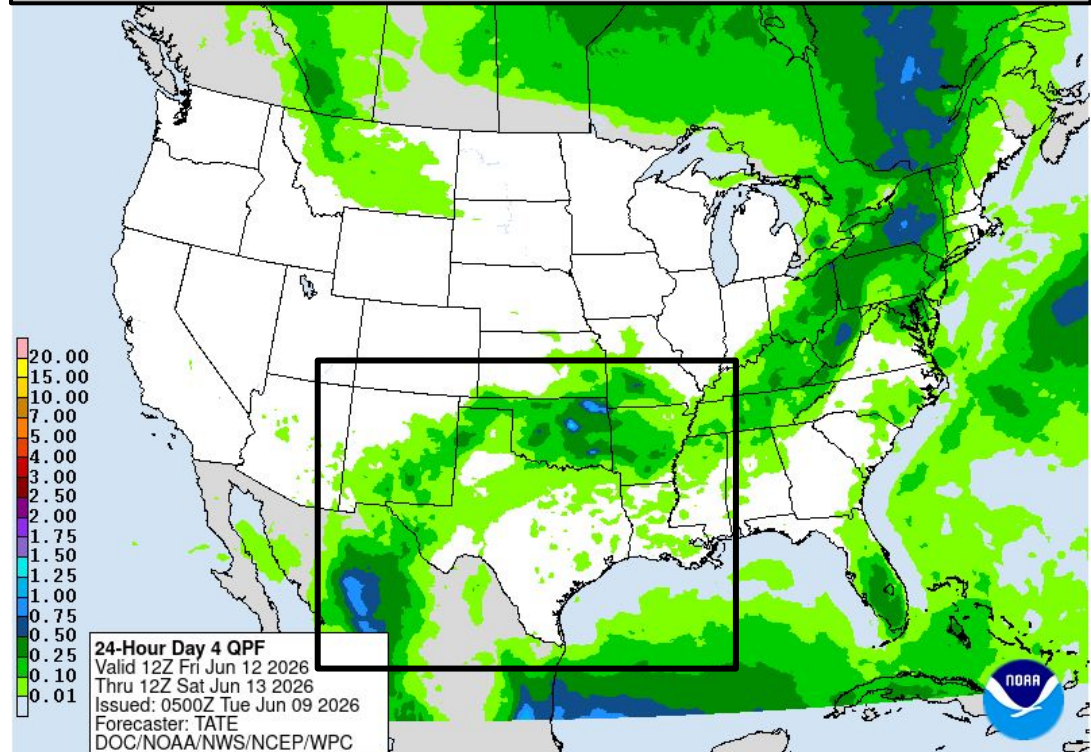 20.00
15.00
10.00
7.00
5.00
4.00
3.00
2.50
2.00
1.75
1.50
1.25
1.00
0.75
0.50
0.25
0.10
0.01
24-Hour Day 4 QPF
Valid 12Z Fri Jun 12 2026
Thru 12Z Sat Jun 13 2026
Issued: 0500Z Tue Jun 09 2026
Forecaster: TATE
DOC/NOAA/NWS/NCEP/WPC
NOAA